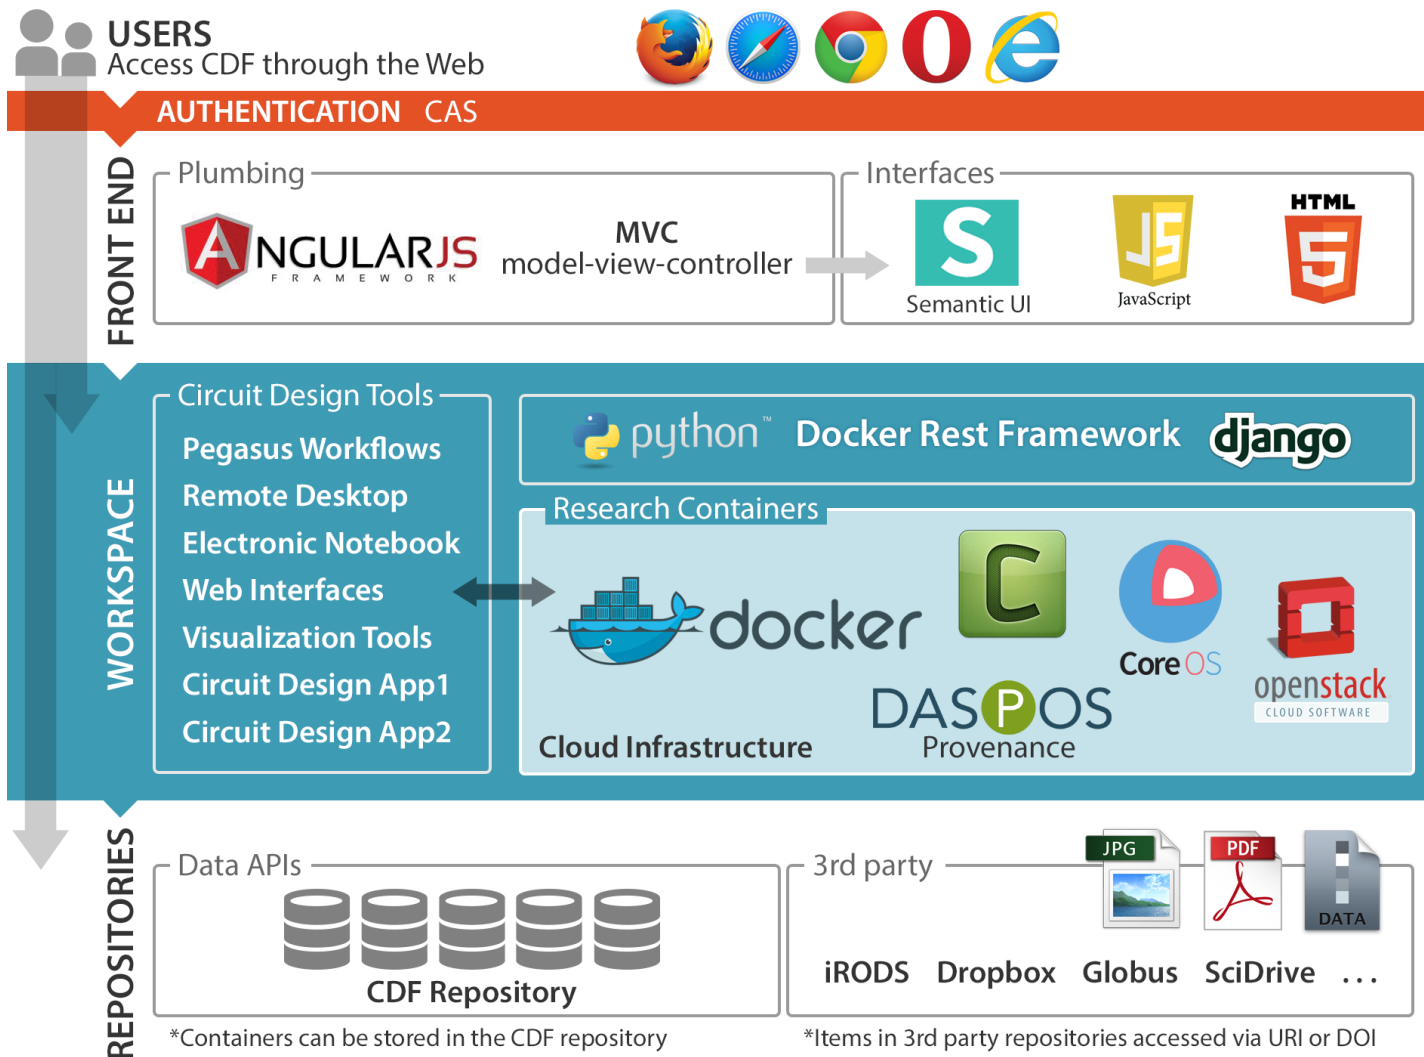 USERS
Access CDF through the Web
AUTHENTICATION CAS
FRONT END
Plumbing
ANGULARJS
FRAMEWORK
MVC
model-view-controller
Interfaces
S
Semantic UI
JS
JavaScript
HTML
5
WORKSPACE
Circuit Design Tools
Pegasus Workflows
Remote Desktop
Electronic Notebook
Web Interfaces
Visualization Tools
Circuit Design App1
Circuit Design App2
python™ Docker Rest Framework django
Research Containers
docker
C
Core OS
openstack
CLOUD SOFTWARE
DASPOS
Provenance
Cloud Infrastructure
REPOSITORIES
Data APIs
CDF Repository
*Containers can be stored in the CDF repository
3rd party
JPG
PDF
DATA
iRODS Dropbox Globus SciDrive ...
*Items in 3rd party repositories accessed via URI or DOI